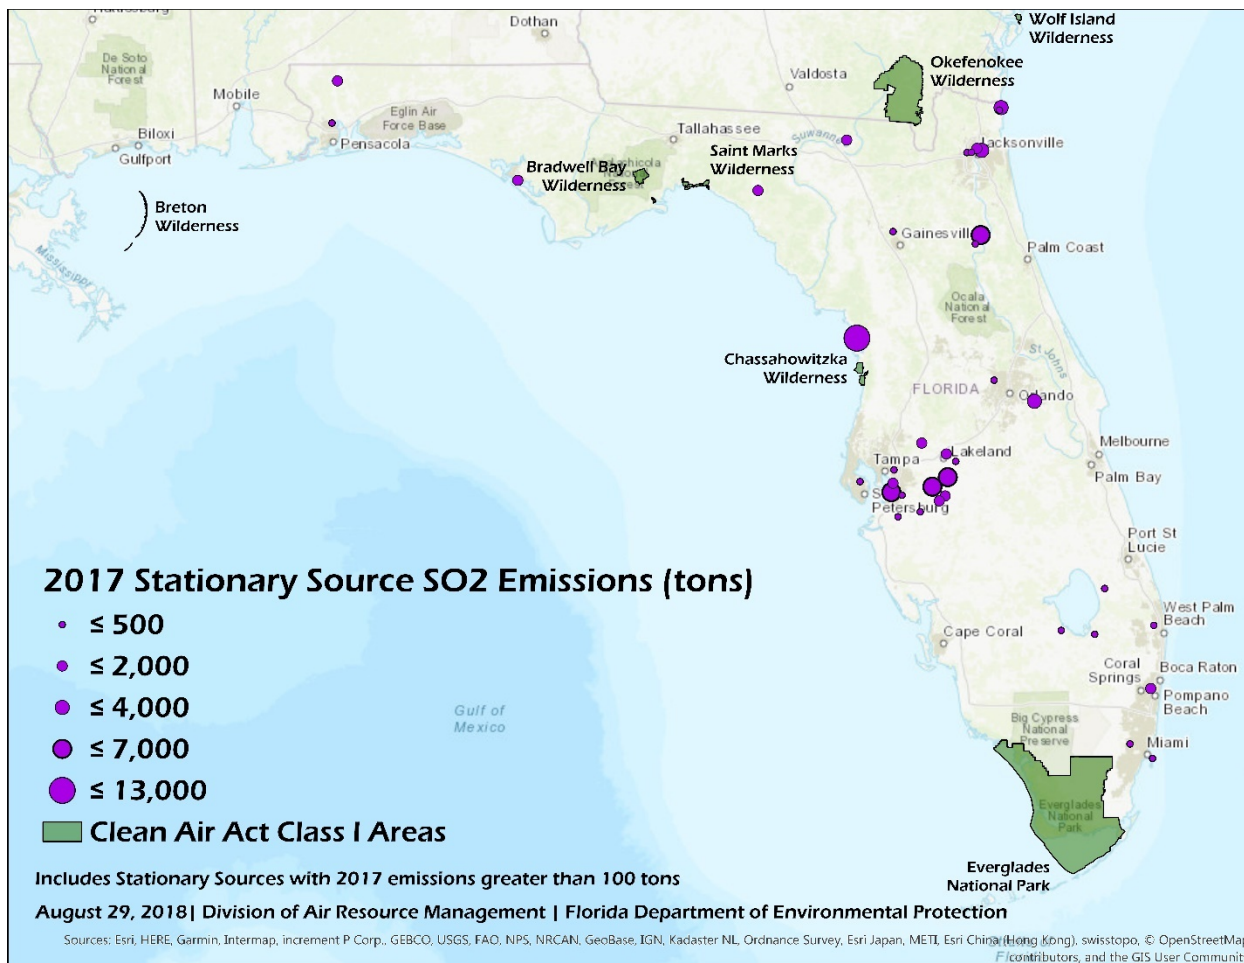 Hattiesburg
Dothan
Wolf Island
Wilderness
De Soto
National
Forest
Okefenokee
Wilderness
Valdosta
Mobile
Eglin Air
Force Base
Biloxi
Gulfport
Pensacola
Tallahassee
Suwannee
Jacksonville
Bradwell Bay
Wilderness
Saint Marks
Wilderness
Breton
Wilderness
Mississippi
Gainesville
Palm Coast
Ocala
National
Forest
St Johns
Chassahowitzka
Wilderness
FLORIDA
Orlando
Melbourne
Palm Bay
Lakeland
Tampa
Petersburg
Port St
Lucie
2017 Stationary Source SO2 Emissions (tons)
≤ 500
≤ 2,000
≤ 4,000
≤ 7,000
≤ 13,000
Clean Air Act Class I Areas
West Palm
Beach
Cape Coral
Coral
Springs
Boca Raton
Pompano
Beach
Gulf of
Mexico
Big Cypress
National
Preserve
Miami
Everglades
National
Park
Everglades
National Park
Includes Stationary Sources with 2017 emissions greater than 100 tons
August 29, 2018| Division of Air Resource Management | Florida Department of Environmental Protection
Sources: Esri, HERE, Garmin, Intermap, increment P Corp., GEBCO, USGS, FAO, NPS, NRCAN, GeoBase, IGN, Kadaster NL, Ordnance Survey, Esri Japan, METI, Esri China (Hong Kong), swisstopo, © OpenStreetMap
contributors, and the GIS User Community